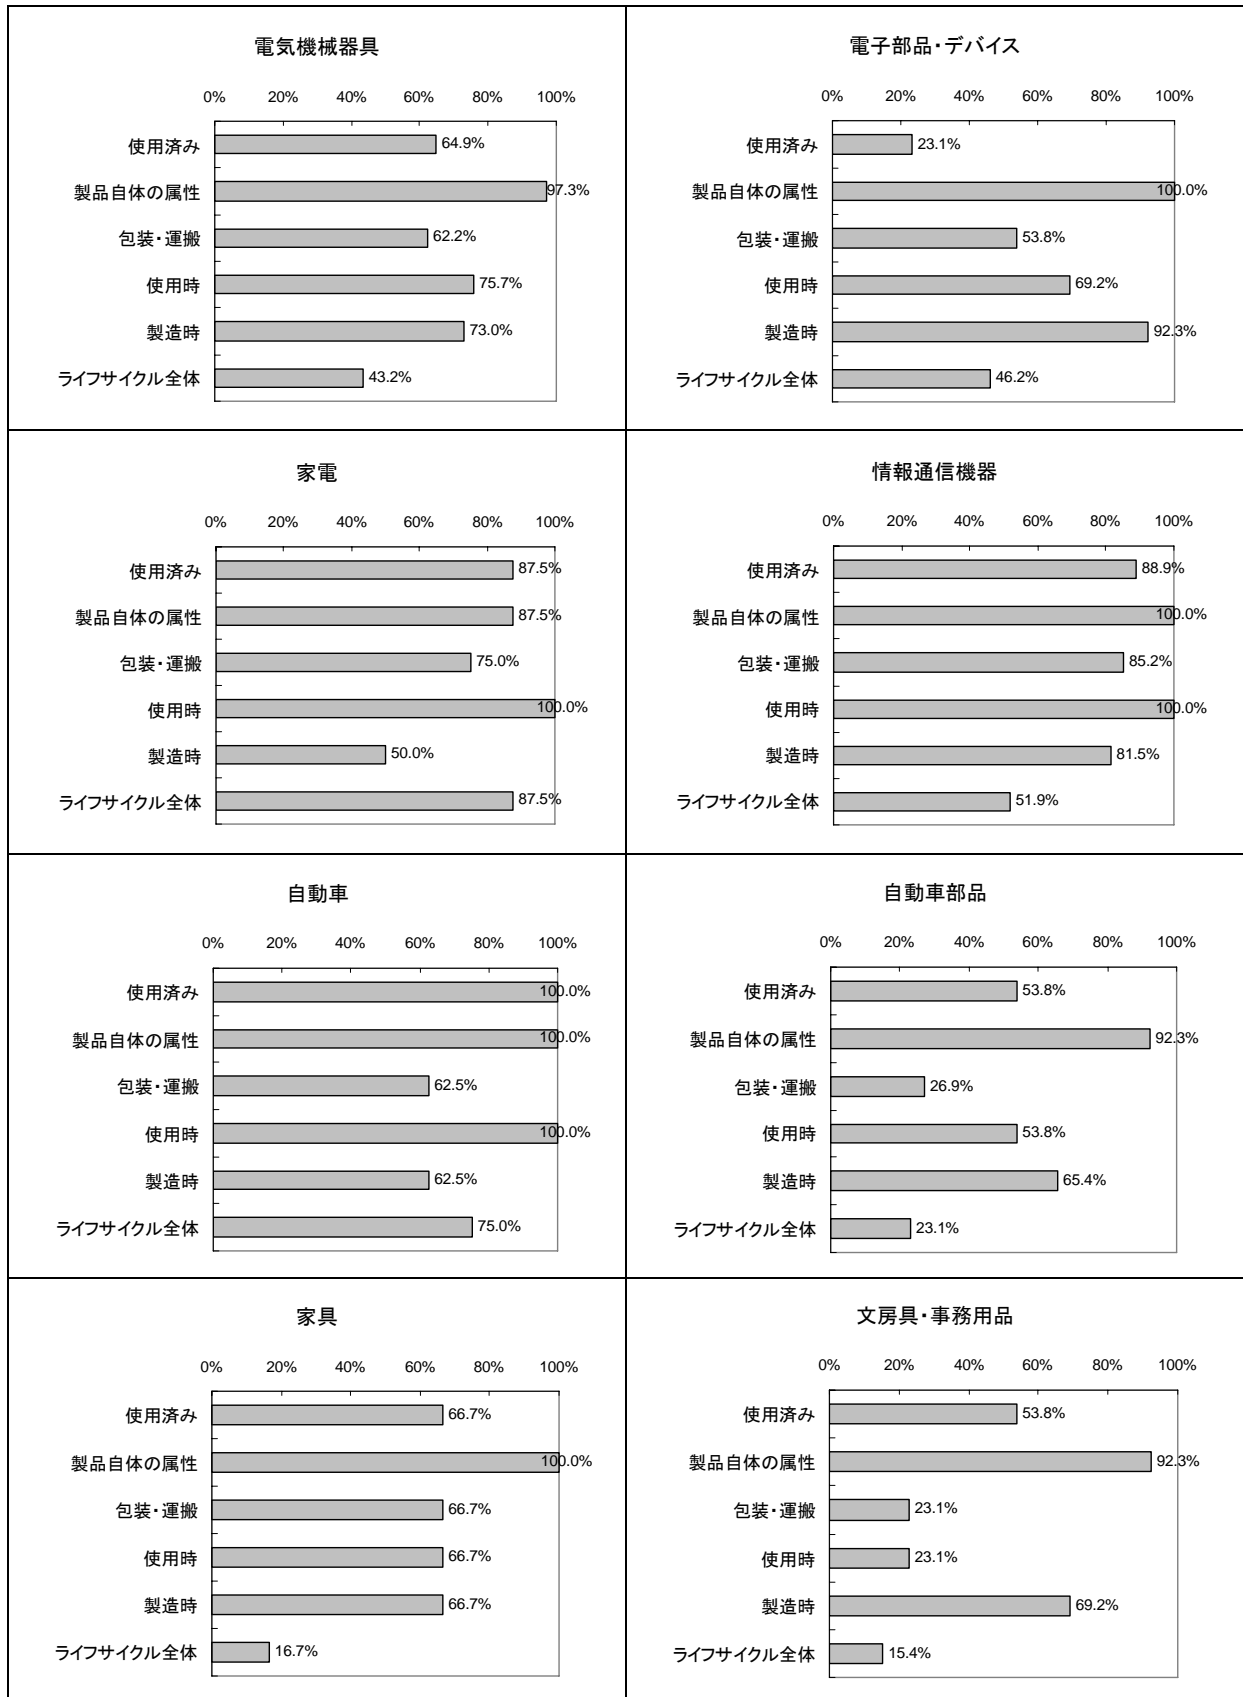 電気機械器具
0% 20% 40% 60% 80% 100%
使用済み 64.9%
製品自体の属性 97.3%
包装・運搬 62.2%
使用時 75.7%
製造時 73.0%
ライフサイクル全体 43.2%
電子部品・デバイス
0% 20% 40% 60% 80% 100%
使用済み 23.1%
製品自体の属性 100.0%
包装・運搬 53.8%
使用時 69.2%
製造時 92.3%
ライフサイクル全体 46.2%
家電
0% 20% 40% 60% 80% 100%
使用済み 87.5%
製品自体の属性 87.5%
包装・運搬 75.0%
使用時 100.0%
製造時 50.0%
ライフサイクル全体 87.5%
情報通信機器
0% 20% 40% 60% 80% 100%
使用済み 88.9%
製品自体の属性 100.0%
包装・運搬 85.2%
使用時 100.0%
製造時 81.5%
ライフサイクル全体 51.9%
自動車
0% 20% 40% 60% 80% 100%
使用済み 100.0%
製品自体の属性 100.0%
包装・運搬 62.5%
使用時 100.0%
製造時 62.5%
ライフサイクル全体 75.0%
自動車部品
0% 20% 40% 60% 80% 100%
使用済み 53.8%
製品自体の属性 92.3%
包装・運搬 26.9%
使用時 53.8%
製造時 65.4%
ライフサイクル全体 23.1%
家具
0% 20% 40% 60% 80% 100%
使用済み 66.7%
製品自体の属性 100.0%
包装・運搬 66.7%
使用時 66.7%
製造時 66.7%
ライフサイクル全体 16.7%
文房具・事務用品
0% 20% 40% 60% 80% 100%
使用済み 53.8%
製品自体の属性 92.3%
包装・運搬 23.1%
使用時 23.1%
製造時 69.2%
ライフサイクル全体 15.4%